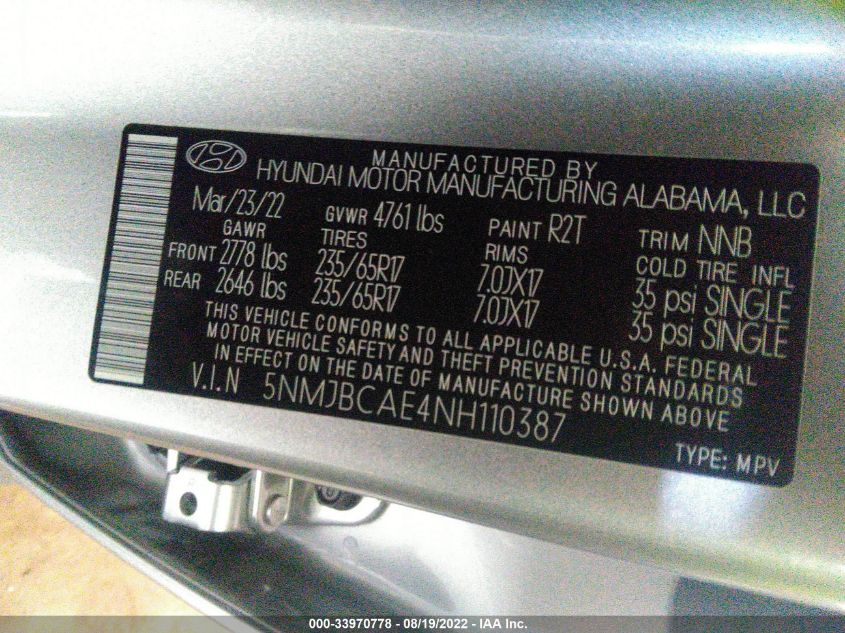 MANUFACTURED BY
HYUNDAI MOTOR MANUFACTURING ALABAMA, LLC
Mar/23/22 GVWR 4761 lbs PAINT R2T TRIM NNB
GAWR TIRES RIMS COLD TIRE INFL
FRONT 2778 lbs 235/65R17 7.0JX17 35 psi SINGLE
REAR 2646 lbs 235/65R17 7.0JX17 35 psi SINGLE
THIS VEHICLE CONFORMS TO ALL APPLICABLE U.S.A. FEDERAL
MOTOR VEHICLE SAFETY AND THEFT PREVENTION STANDARDS
IN EFFECT ON THE DATE OF MANUFACTURE SHOWN ABOVE
V.I.N 5NMJBCAE4NH110387
TYPE: MPV
000-33970778 - 08/19/2022 - IAA Inc.